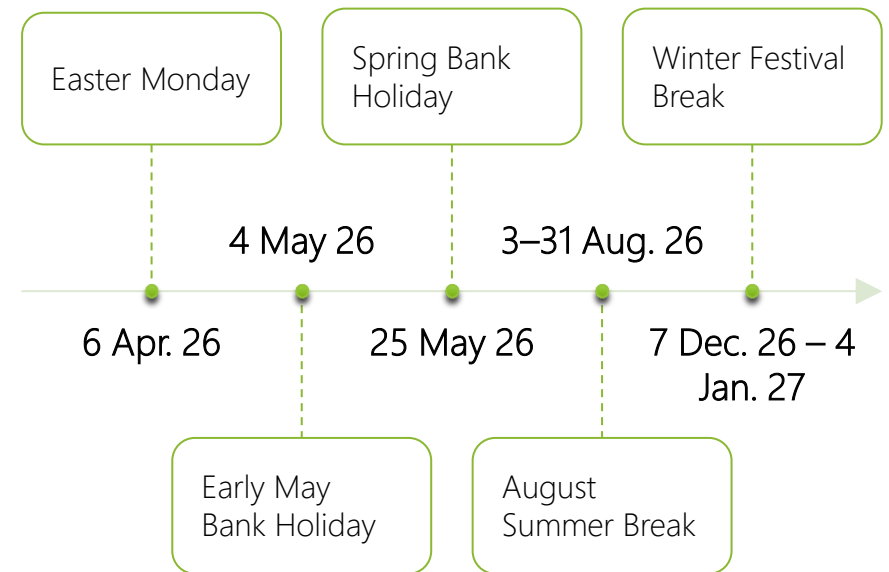 Easter Monday
Spring Bank
Holiday
Winter Festival
Break
4 May 26
3–31 Aug. 26
6 Apr. 26
25 May 26
7 Dec. 26 – 4
Jan. 27
Early May
Bank Holiday
August
Summer Break